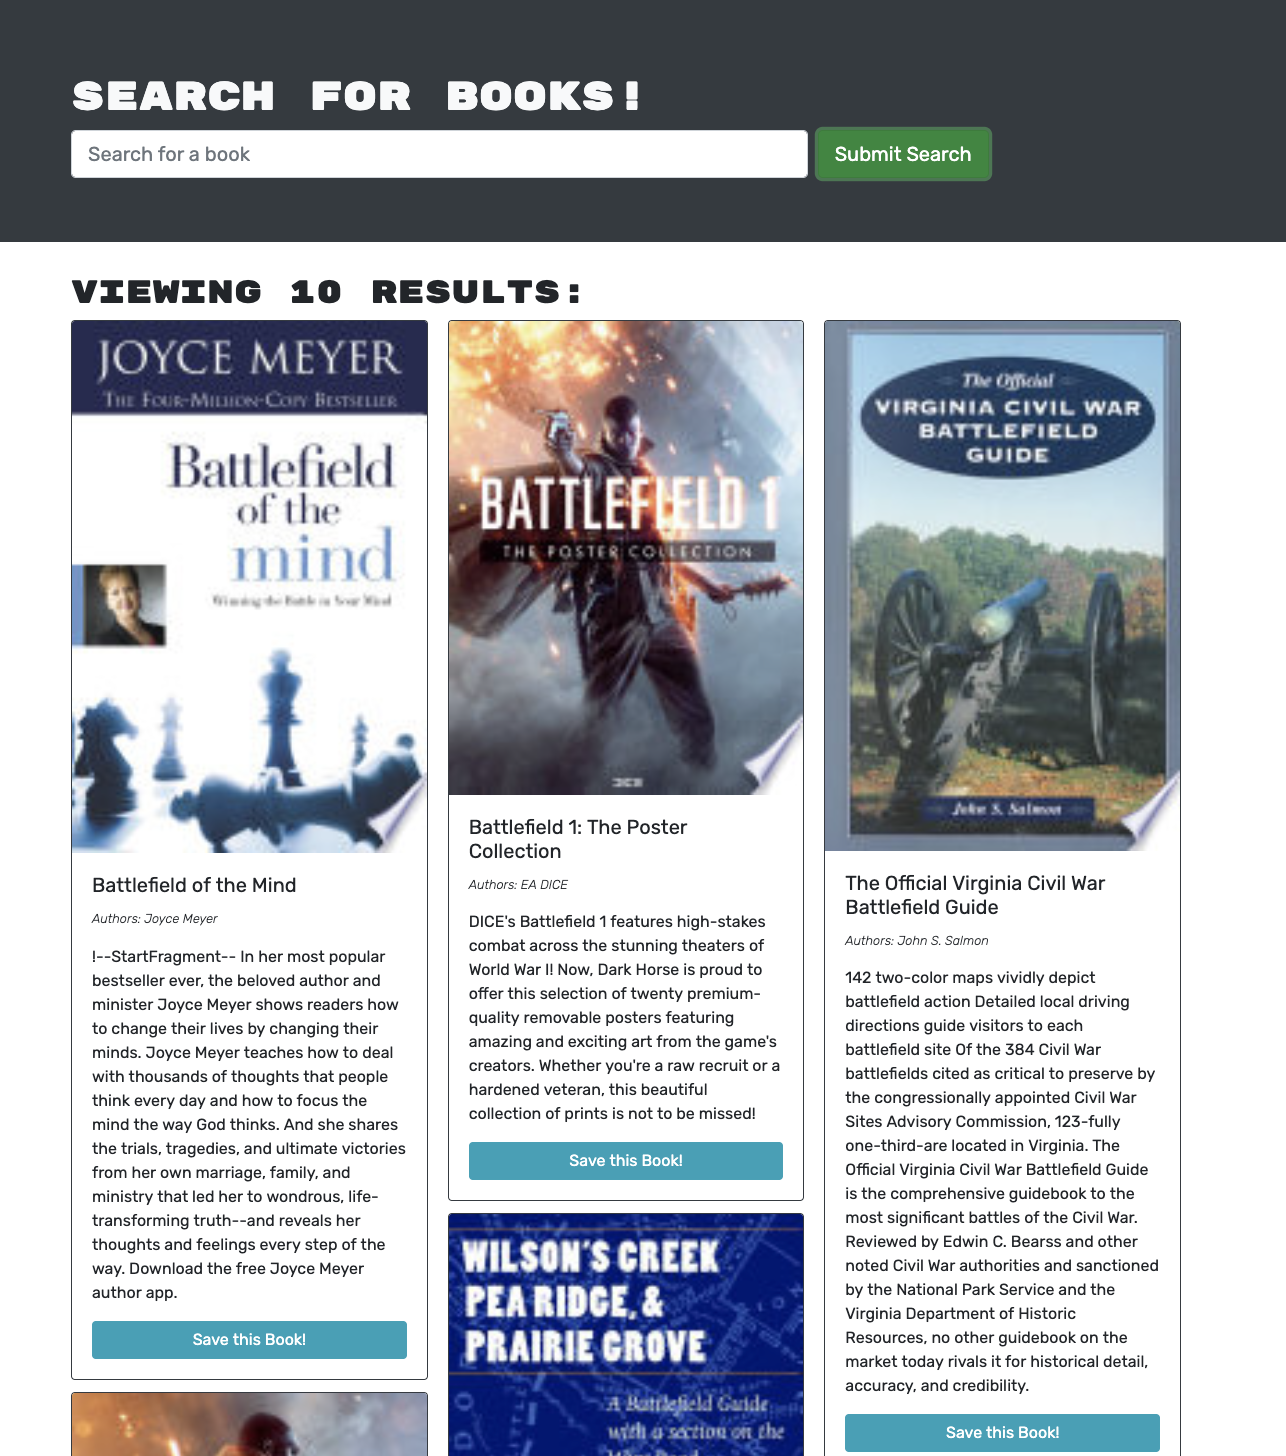 SEARCH FOR BOOKS!
Search for a book
Submit Search
VIEWING 10 RESULTS:
JOYCE MEYER
THE FOUR-MILLION-COPY BESTSELLER
Battlefield
of the
mind
Winning the Battle in Your Mind
Battlefield of the Mind
Authors: Joyce Meyer
!--StartFragment-- In her most popular
bestseller ever, the beloved author and
minister Joyce Meyer shows readers how
to change their lives by changing their
minds. Joyce Meyer teaches how to deal
with thousands of thoughts that people
think every day and how to focus the
mind the way God thinks. And she shares
the trials, tragedies, and ultimate victories
from her own marriage, family, and
ministry that led her to wondrous, life-
transforming truth--and reveals her
thoughts and feelings every step of the
way. Download the free Joyce Meyer
author app.
Save this Book!
BATTLEFIELD 1
THE POSTER COLLECTION
DICE
Battlefield 1: The Poster
Collection
Authors: EA DICE
DICE's Battlefield 1 features high-stakes
combat across the stunning theaters of
World War I! Now, Dark Horse is proud to
offer this selection of twenty premium-
quality removable posters featuring
amazing and exciting art from the game's
creators. Whether you're a raw recruit or a
hardened veteran, this beautiful
collection of prints is not to be missed!
Save this Book!
WILSON'S CREEK
PEA RIDGE, &
PRAIRIE GROVE
A Battlefield Guide
with a section on the
The Official
VIRGINIA CIVIL WAR
BATTLEFIELD
GUIDE
John S. Salmon
The Official Virginia Civil War
Battlefield Guide
Authors: John S. Salmon
142 two-color maps vividly depict
battlefield action Detailed local driving
directions guide visitors to each
battlefield site Of the 384 Civil War
battlefields cited as critical to preserve by
the congressionally appointed Civil War
Sites Advisory Commission, 123-fully
one-third-are located in Virginia. The
Official Virginia Civil War Battlefield Guide
is the comprehensive guidebook to the
most significant battles of the Civil War.
Reviewed by Edwin C. Bearss and other
noted Civil War authorities and sanctioned
by the National Park Service and the
Virginia Department of Historic
Resources, no other guidebook on the
market today rivals it for historical detail,
accuracy, and credibility.
Save this Book!